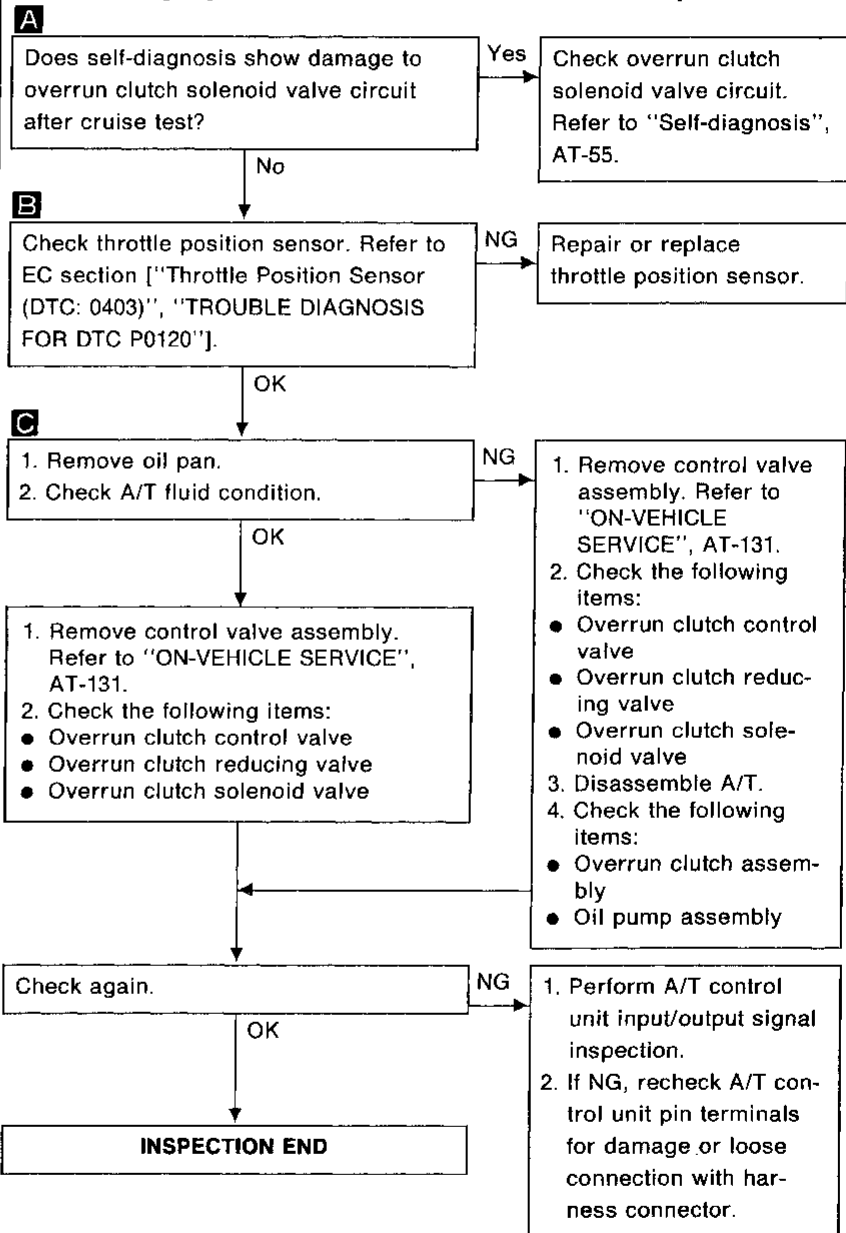 A
Does self-diagnosis show damage to
overrun clutch solenoid valve circuit
after cruise test?
Yes
Check overrun clutch
solenoid valve circuit.
Refer to "Self-diagnosis",
AT-55.
No
B
Check throttle position sensor. Refer to
EC section ["Throttle Position Sensor
(DTC: 0403)", "TROUBLE DIAGNOSIS
FOR DTC P0120"].
NG
Repair or replace
throttle position sensor.
OK
C
1. Remove oil pan.
2. Check A/T fluid condition.
NG
1. Remove control valve
assembly. Refer to
"ON-VEHICLE
SERVICE", AT-131.
2. Check the following
items:
● Overrun clutch control
valve
● Overrun clutch reduc-
ing valve
● Overrun clutch sole-
noid valve
3. Disassemble A/T.
4. Check the following
items:
● Overrun clutch assem-
bly
● Oil pump assembly
OK
1. Remove control valve assembly.
Refer to "ON-VEHICLE SERVICE",
AT-131.
2. Check the following items:
● Overrun clutch control valve
● Overrun clutch reducing valve
● Overrun clutch solenoid valve
Check again.
NG
1. Perform A/T control
unit input/output signal
inspection.
2. If NG, recheck A/T con-
trol unit pin terminals
for damage or loose
connection with har-
ness connector.
OK
INSPECTION END